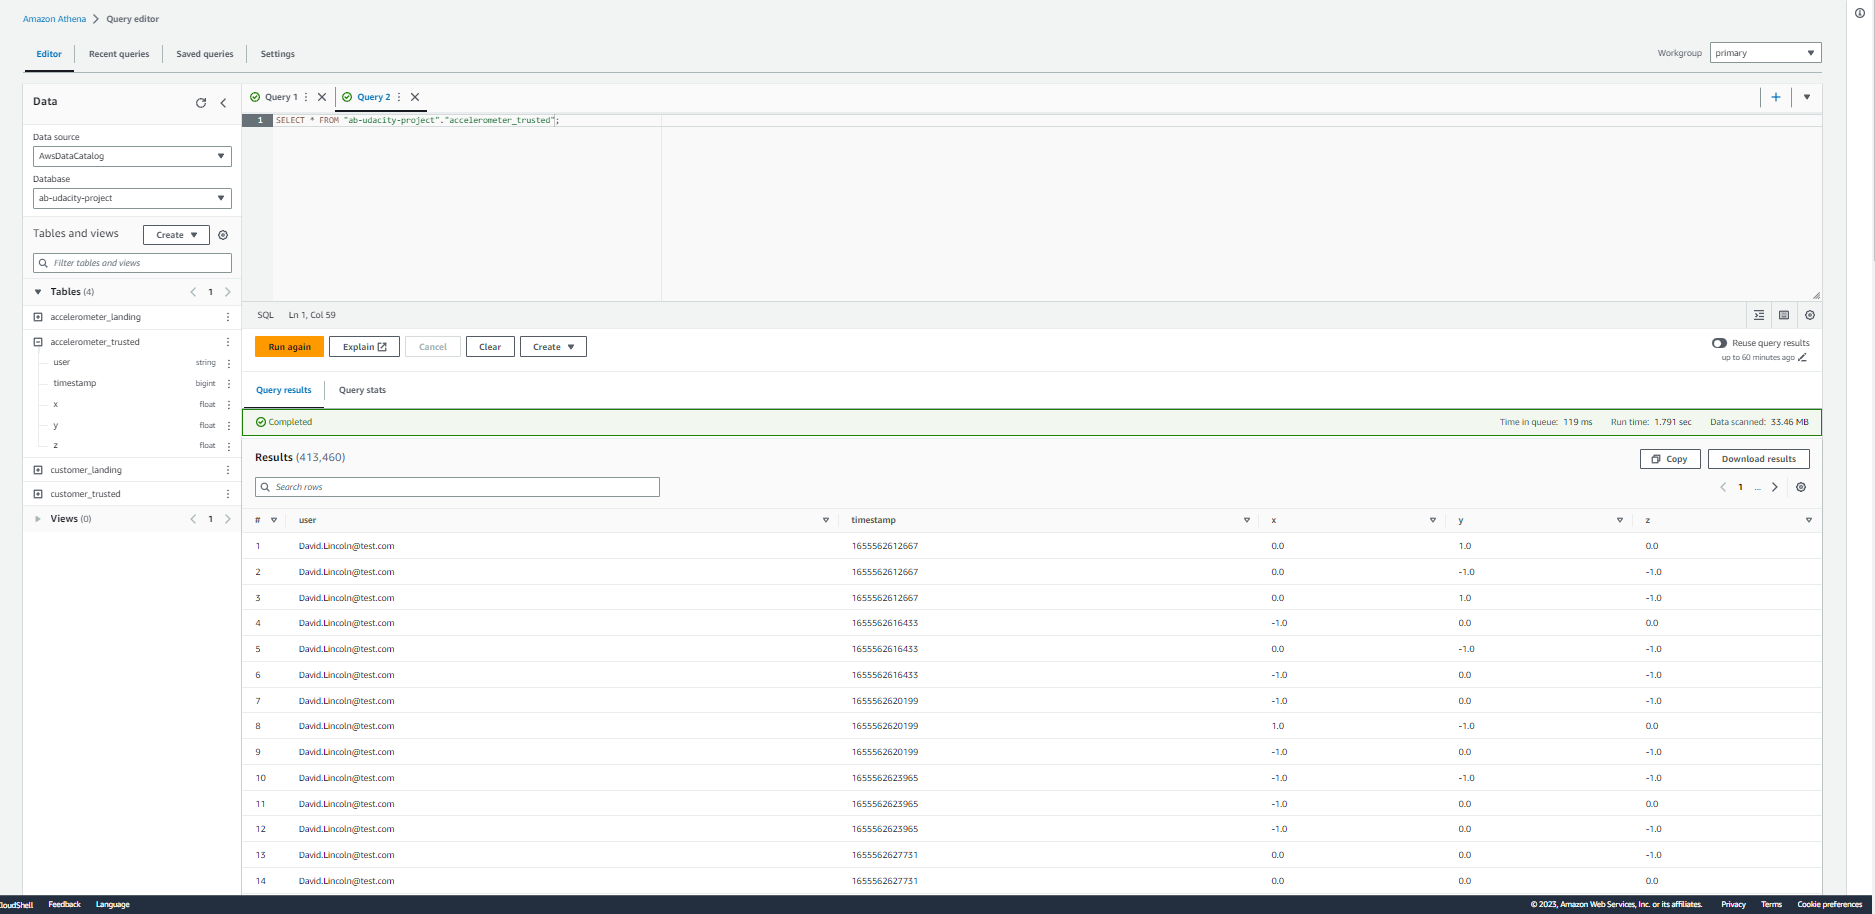 Amazon Athena > Query editor
Editor Recent queries Saved queries Settings
Workgroup primary
Data
Data source
AwsDataCatalog
Database
ab-udacity-project
Tables and views Create
Filter tables and views
Tables (4) 1
accelerometer_landing
accelerometer_trusted
user string
timestamp bigint
x float
y float
z float
customer_landing
customer_trusted
Views (0) 1
Query 1 Query 2
1 SELECT * FROM "ab-udacity-project"."accelerometer_trusted";
SQL Ln 1, Col 59
Run again Explain Cancel Clear Create
Reuse query results
up to 60 minutes ago
Query results Query stats
Completed Time in queue: 119 ms Run time: 1.791 sec Data scanned: 33.46 MB
Results (413,460) Copy Download results
Search rows 1 ...
# user timestamp x y z
1 David.Lincoln@test.com 1655562612667 0.0 1.0 0.0
2 David.Lincoln@test.com 1655562612667 0.0 -1.0 -1.0
3 David.Lincoln@test.com 1655562612667 0.0 1.0 -1.0
4 David.Lincoln@test.com 1655562616433 -1.0 0.0 0.0
5 David.Lincoln@test.com 1655562616433 0.0 -1.0 -1.0
6 David.Lincoln@test.com 1655562616433 -1.0 0.0 -1.0
7 David.Lincoln@test.com 1655562620199 -1.0 0.0 -1.0
8 David.Lincoln@test.com 1655562620199 1.0 -1.0 0.0
9 David.Lincoln@test.com 1655562620199 -1.0 0.0 -1.0
10 David.Lincoln@test.com 1655562623965 -1.0 -1.0 -1.0
11 David.Lincoln@test.com 1655562623965 -1.0 0.0 0.0
12 David.Lincoln@test.com 1655562623965 -1.0 0.0 -1.0
13 David.Lincoln@test.com 1655562627731 0.0 0.0 -1.0
14 David.Lincoln@test.com 1655562627731 0.0 0.0 0.0
loudShell Feedback Language © 2023, Amazon Web Services, Inc. or its affiliates. Privacy Terms Cookie preferences